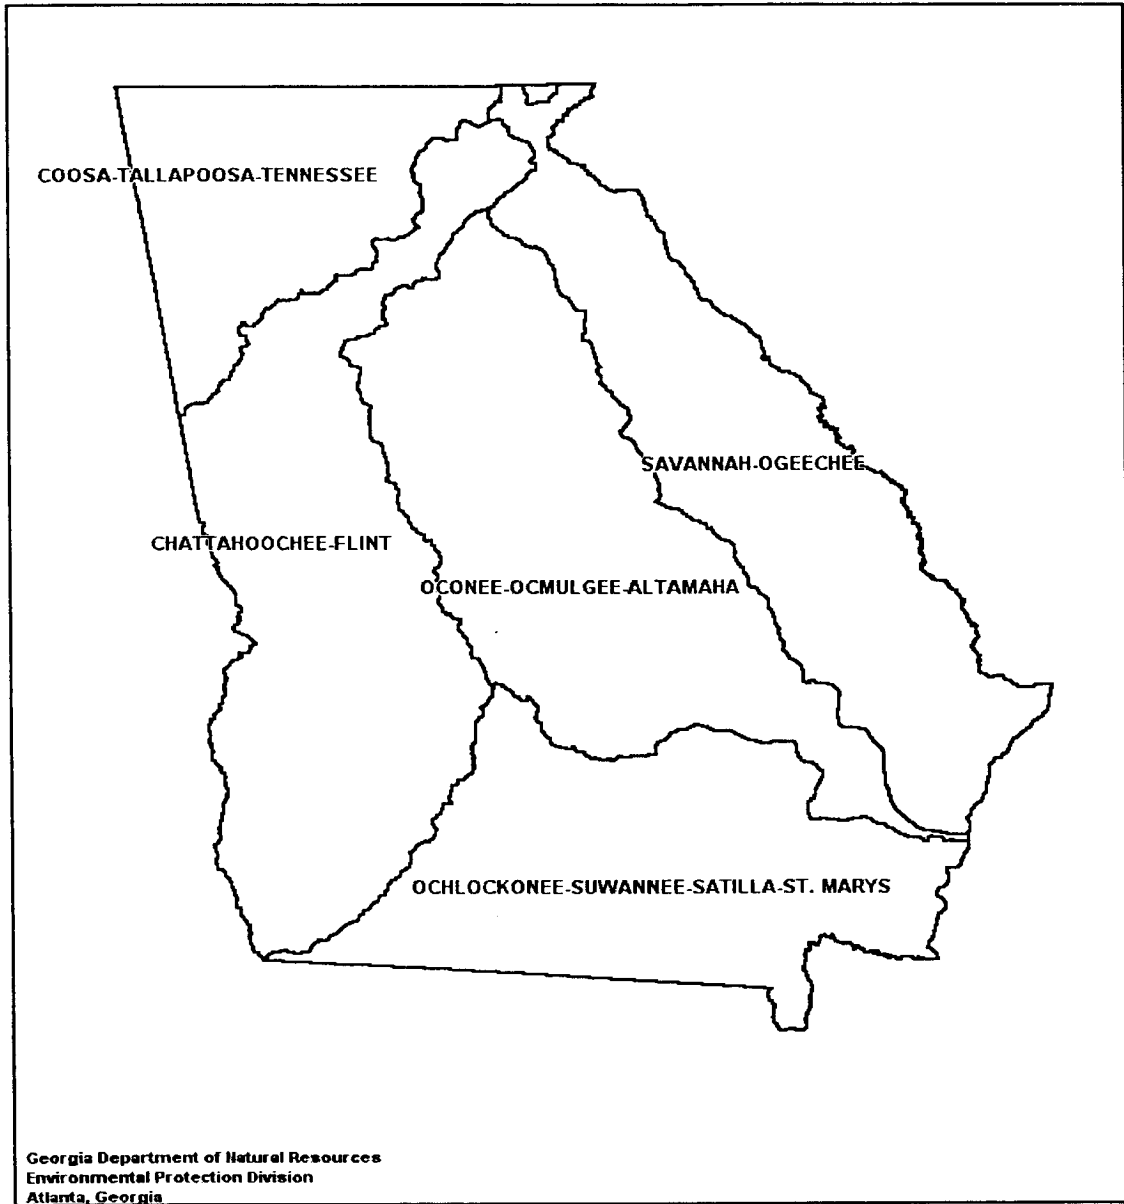 COOSA-TALLAPOOSA-TENNESSEE
SAVANNAH-OGEECHEE
CHATTAHOOCHEE-FLINT
OCONEE-OCMULGEE-ALTAMAHA
OCHLOCKONEE-SUWANNEE-SATILLA-ST. MARYS
Georgia Department of Natural Resources
Environmental Protection Division
Atlanta, Georgia